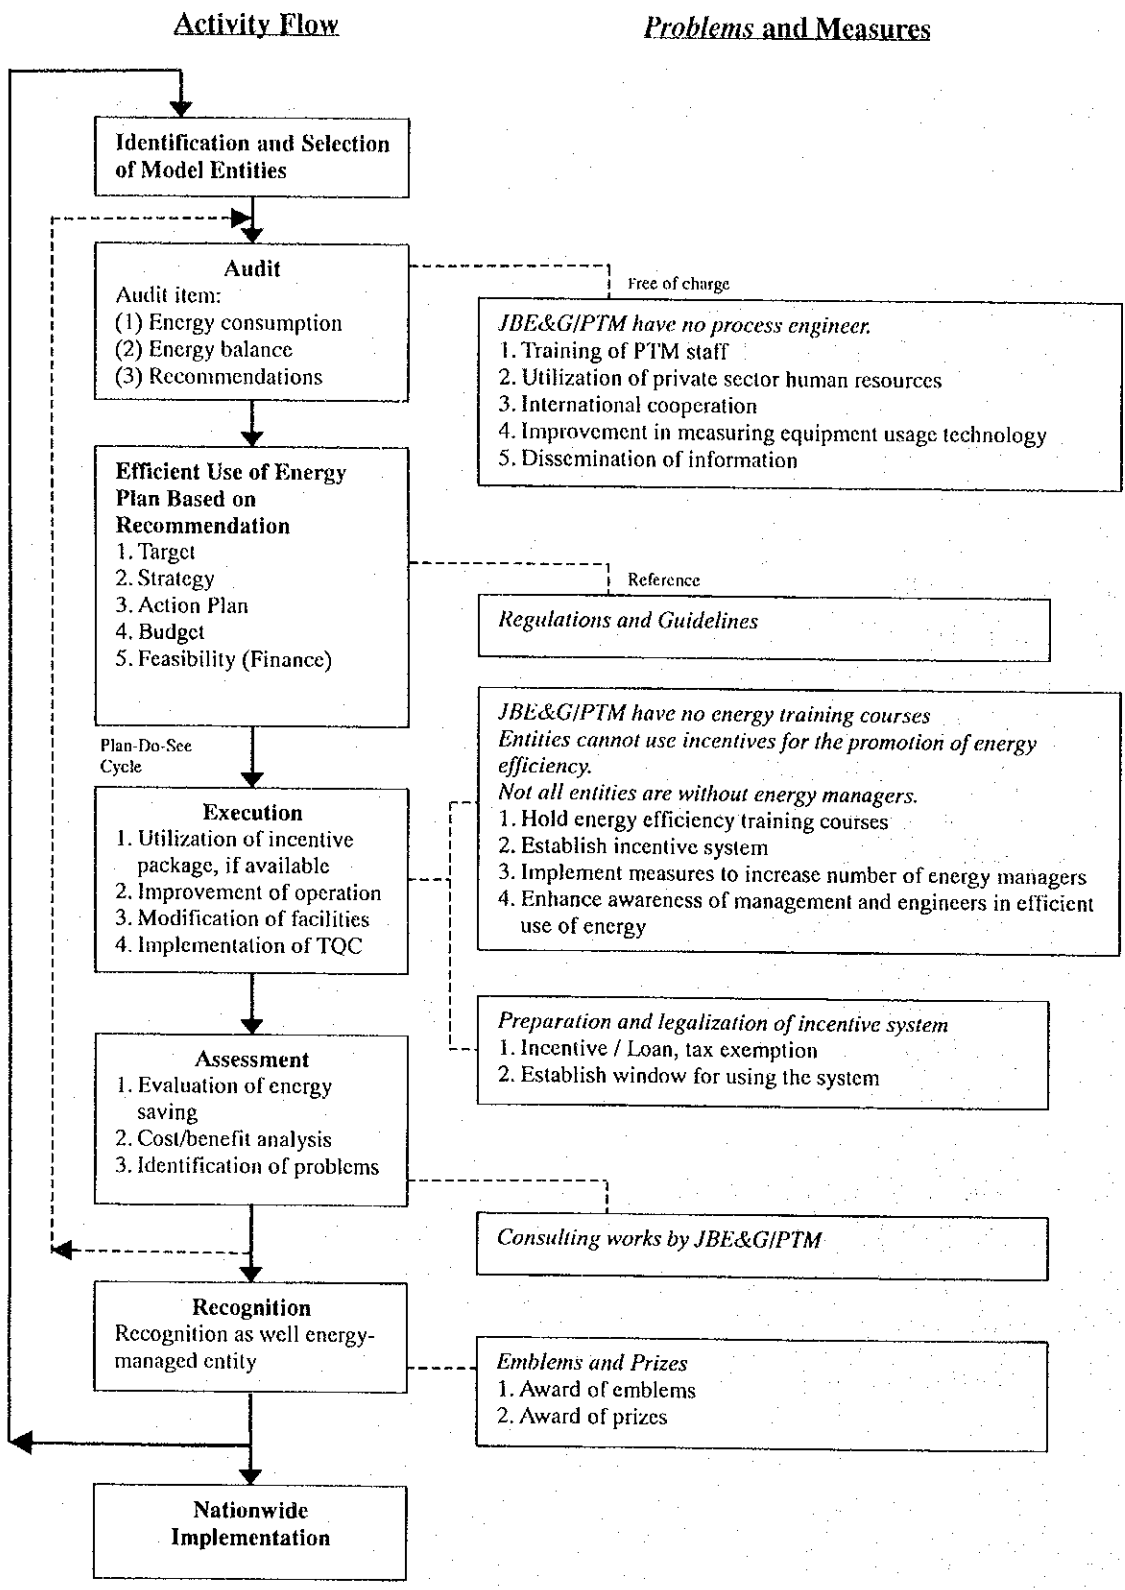 Activity Flow
Problems and Measures
Identification and Selection
of Model Entities
Audit
Audit item:
(1) Energy consumption
(2) Energy balance
(3) Recommendations
Free of charge
JBE&G/PTM have no process engineer.
1. Training of PTM staff
2. Utilization of private sector human resources
3. International cooperation
4. Improvement in measuring equipment usage technology
5. Dissemination of information
Efficient Use of Energy
Plan Based on
Recommendation
1. Target
2. Strategy
3. Action Plan
4. Budget
5. Feasibility (Finance)
Reference
Regulations and Guidelines
Plan-Do-See
Cycle
JBE&G/PTM have no energy training courses
Entities cannot use incentives for the promotion of energy
efficiency.
Not all entities are without energy managers.
1. Hold energy efficiency training courses
2. Establish incentive system
3. Implement measures to increase number of energy managers
4. Enhance awareness of management and engineers in efficient
use of energy
Execution
1. Utilization of incentive
package, if available
2. Improvement of operation
3. Modification of facilities
4. Implementation of TQC
Preparation and legalization of incentive system
1. Incentive / Loan, tax exemption
2. Establish window for using the system
Assessment
1. Evaluation of energy
saving
2. Cost/benefit analysis
3. Identification of problems
Consulting works by JBE&G/PTM
Recognition
Recognition as well energy-
managed entity
Emblems and Prizes
1. Award of emblems
2. Award of prizes
Nationwide
Implementation